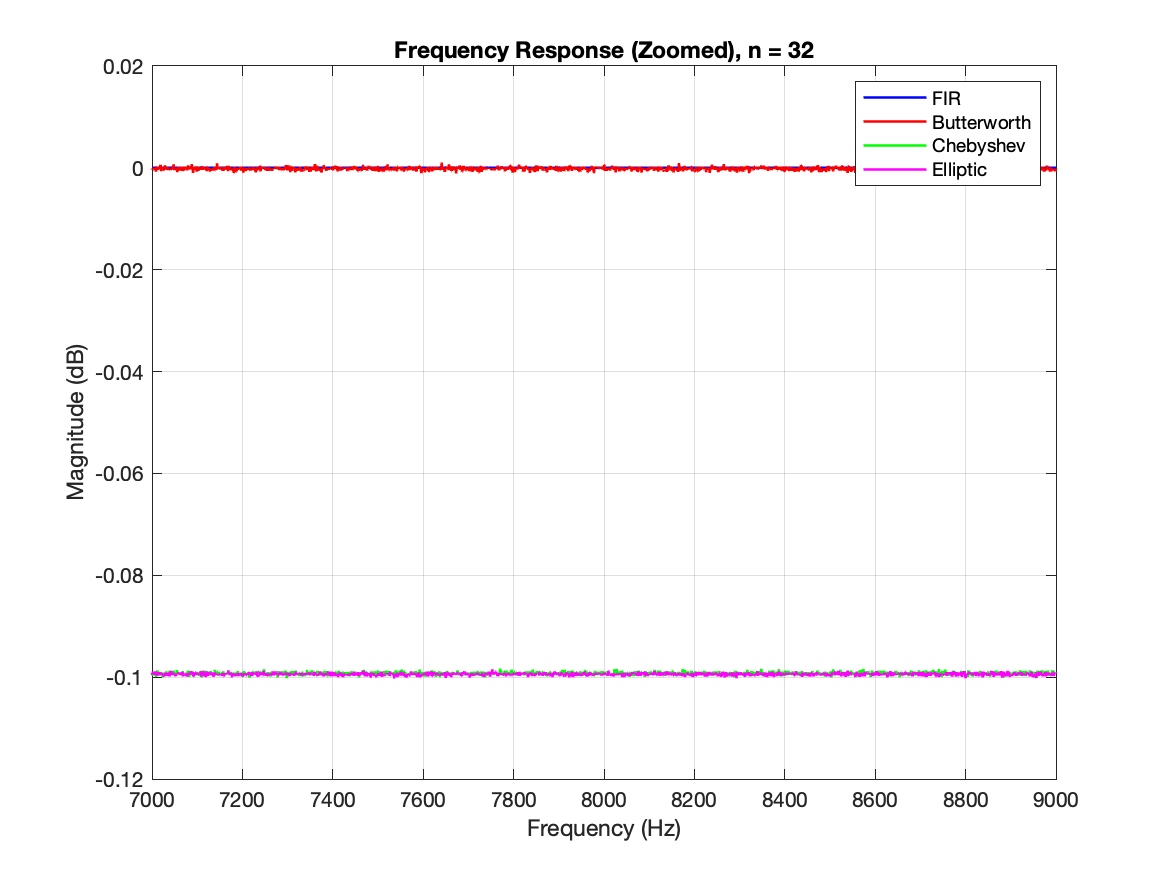 Frequency Response (Zoomed), n = 32
0.02
0
-0.02
-0.04
-0.06
-0.08
-0.1
-0.12
Magnitude (dB)
FIR
Butterworth
Chebyshev
Elliptic
7000 7200 7400 7600 7800 8000 8200 8400 8600 8800 9000
Frequency (Hz)